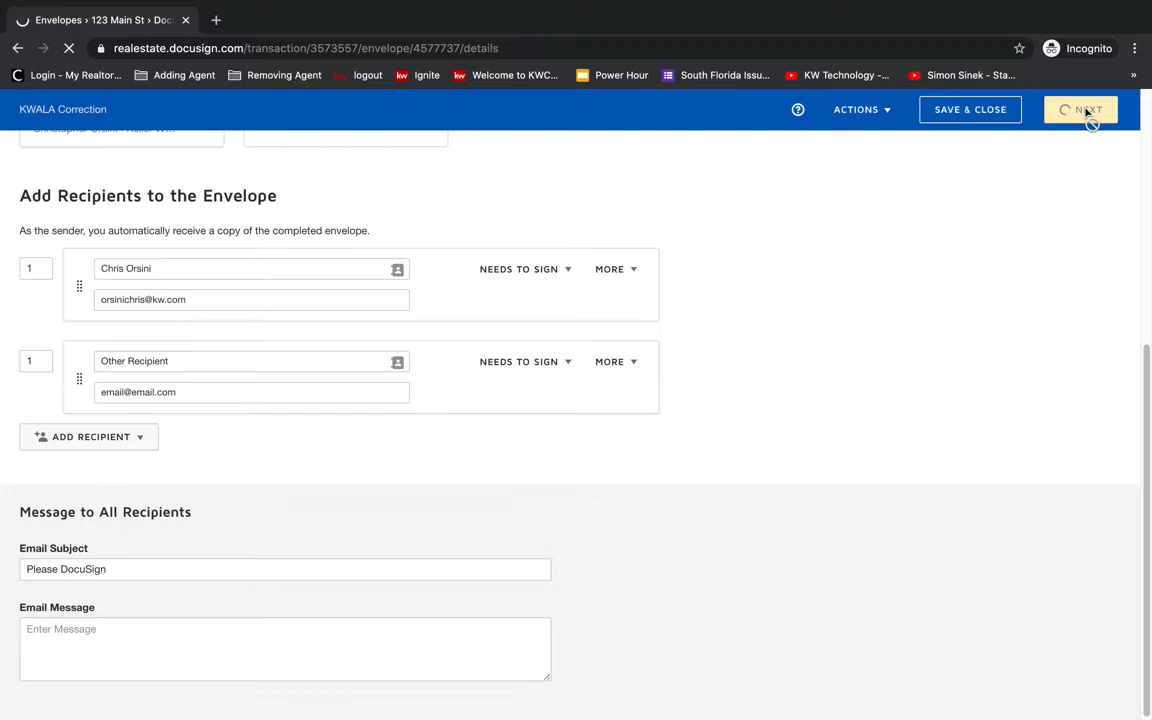 Envelopes › 123 Main St › Doc
realestate.docusign.com/transaction/3573557/envelope/4577737/details
Incognito
Login - My Realtor...
Adding Agent
Removing Agent
logout
Ignite
Welcome to KWC...
Power Hour
South Florida Issu...
KW Technology -...
Simon Sinek - Sta...
»
KWALA Correction
ACTIONS
SAVE & CLOSE
NEXT
Christopher Orsini - Keller W...
Add Recipients to the Envelope
As the sender, you automatically receive a copy of the completed envelope.
1
Chris Orsini
NEEDS TO SIGN
MORE
orsinichris@kw.com
1
Other Recipient
NEEDS TO SIGN
MORE
email@email.com
ADD RECIPIENT
Message to All Recipients
Email Subject
Please DocuSign
Email Message
Enter Message